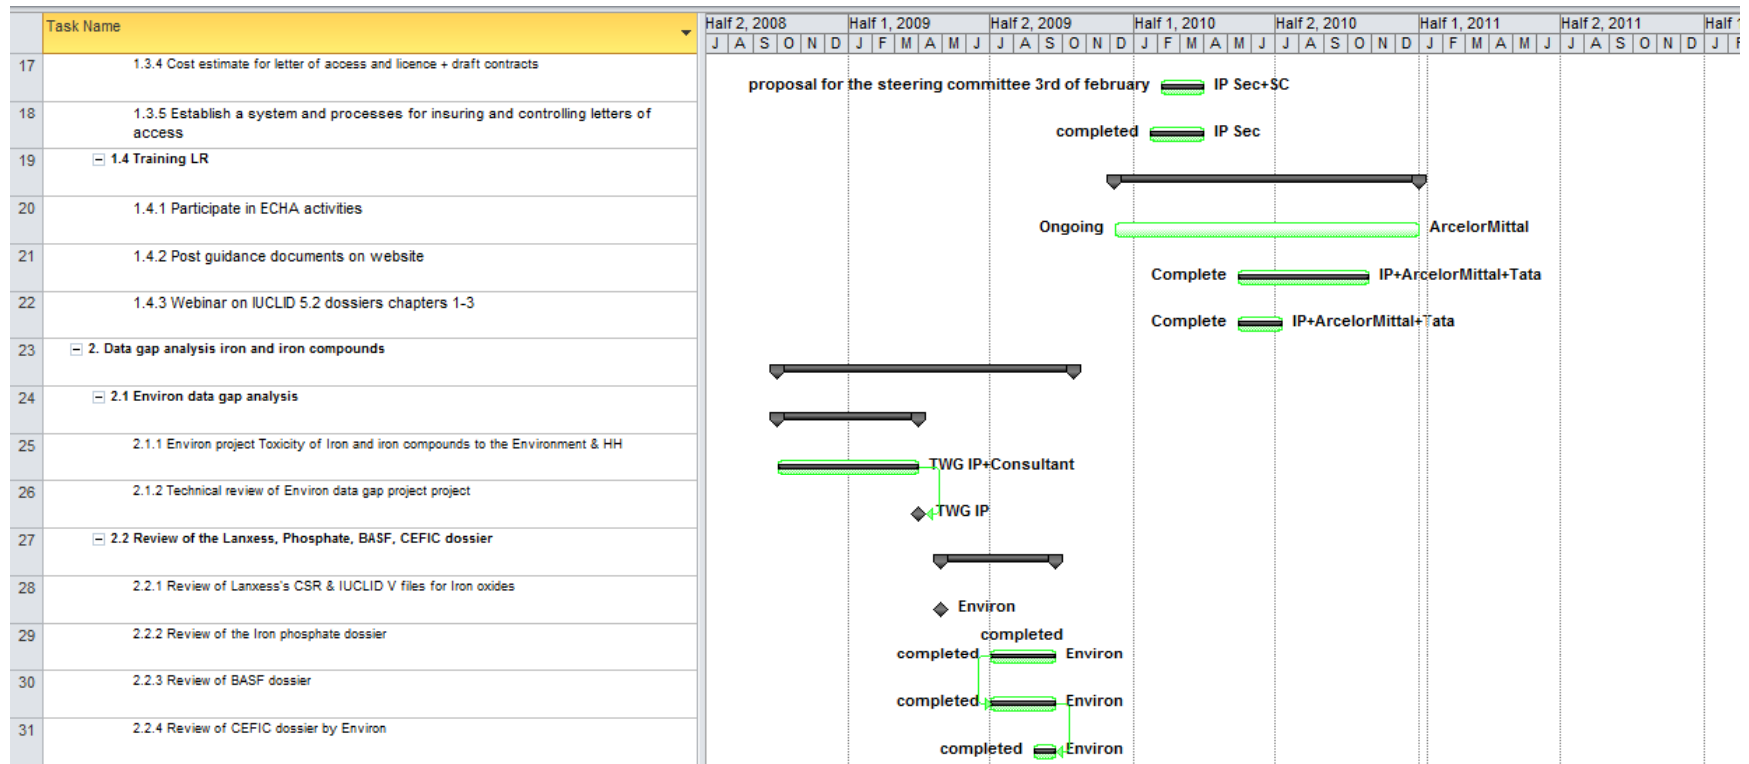 Task Name
Half 2, 2008 Half 1, 2009 Half 2, 2009 Half 1, 2010 Half 2, 2010 Half 1, 2011 Half 2, 2011 Half
J A S O N D J F M A M J J A S O N D J F M A M J J A S O N D J F M A M J J A S O N D J F
17 1.3.4 Cost estimate for letter of access and licence + draft contracts
proposal for the steering committee 3rd of february IP Sec+SC
18 1.3.5 Establish a system and processes for insuring and controlling letters of
access
completed IP Sec
19 1.4 Training LR
20 1.4.1 Participate in ECHA activities
Ongoing ArcelorMittal
21 1.4.2 Post guidance documents on website
Complete IP+ArcelorMittal+Tata
22 1.4.3 Webinar on IUCLID 5.2 dossiers chapters 1-3
Complete IP+ArcelorMittal+Tata
23 2. Data gap analysis iron and iron compounds
24 2.1 Environ data gap analysis
25 2.1.1 Environ project Toxicity of Iron and iron compounds to the Environment & HH
TWG IP+Consultant
26 2.1.2 Technical review of Environ data gap project project
TWG IP
27 2.2 Review of the Lanxess, Phosphate, BASF, CEFIC dossier
28 2.2.1 Review of Lanxess's CSR & IUCLID V files for Iron oxides
Environ
29 2.2.2 Review of the Iron phosphate dossier
completed
completed Environ
30 2.2.3 Review of BASF dossier
completed Environ
31 2.2.4 Review of CEFIC dossier by Environ
completed Environ